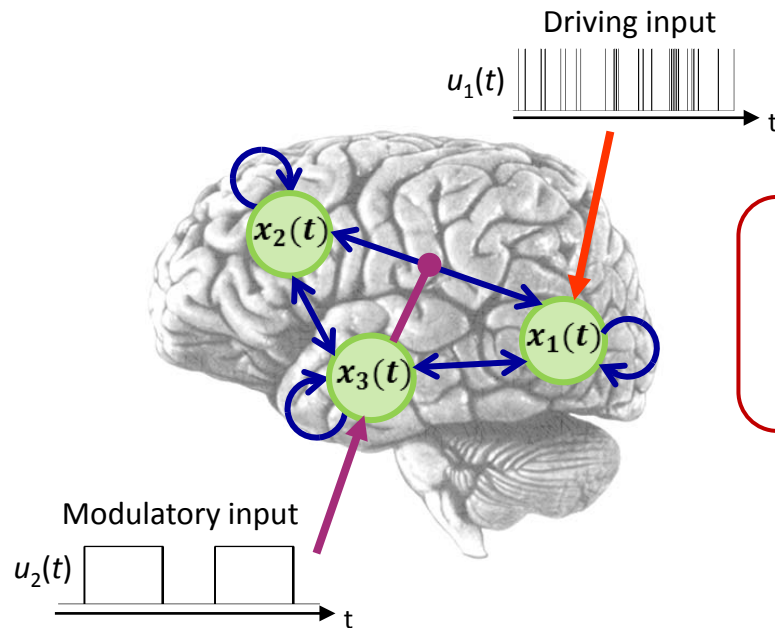 Driving input
u₁(t)
t
x₂(t)
x₁(t)
x₃(t)
Modulatory input
u₂(t)
t